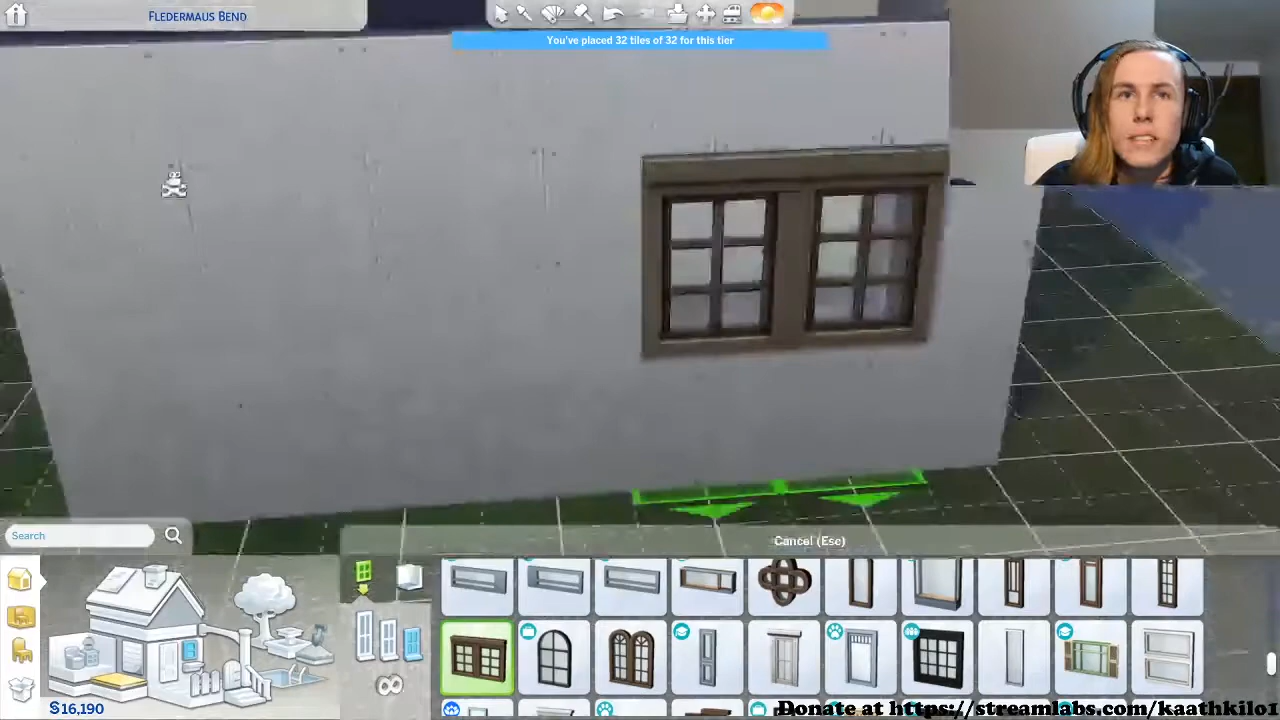 Fledermaus Bend
You've placed 32 tiles of 32 for this tier
Search
Cancel (Esc)
$16,190
Donate at https://streamlabs.com/kaathkilo1